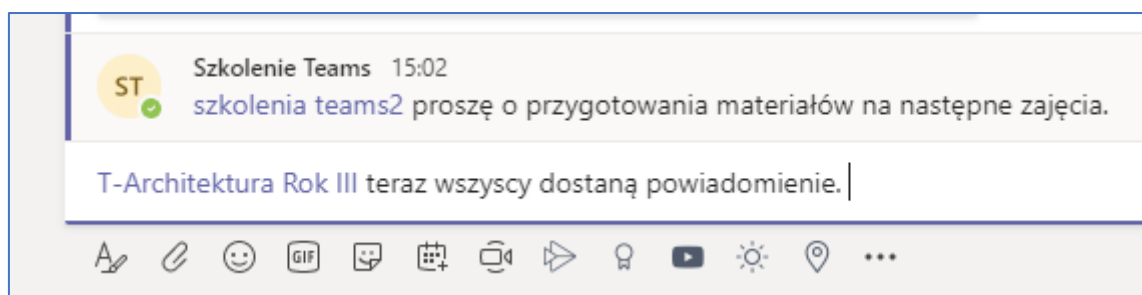 ST
Szkolenie Teams 15:02
szkolenia teams2 proszę o przygotowania materiałów na następne zajęcia.
T-Architektura Rok III teraz wszyscy dostaną powiadomienie.
GIF